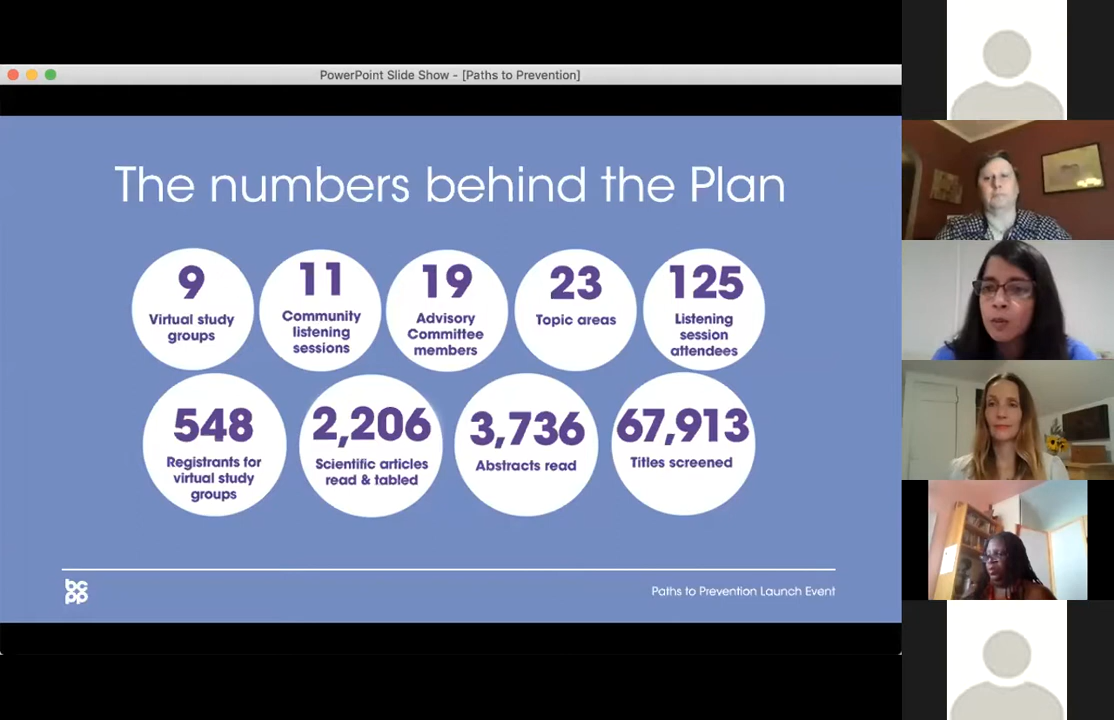 PowerPoint Slide Show - [Paths to Prevention]
The numbers behind the Plan
9
Virtual study
groups
11
Community
listening
sessions
19
Advisory
Committee
members
23
Topic areas
125
Listening
session
attendees
548
Registrants for
virtual study
groups
2,206
Scientific articles
read & tabled
3,736
Abstracts read
67,913
Titles screened
bc
pp
Paths to Prevention Launch Event